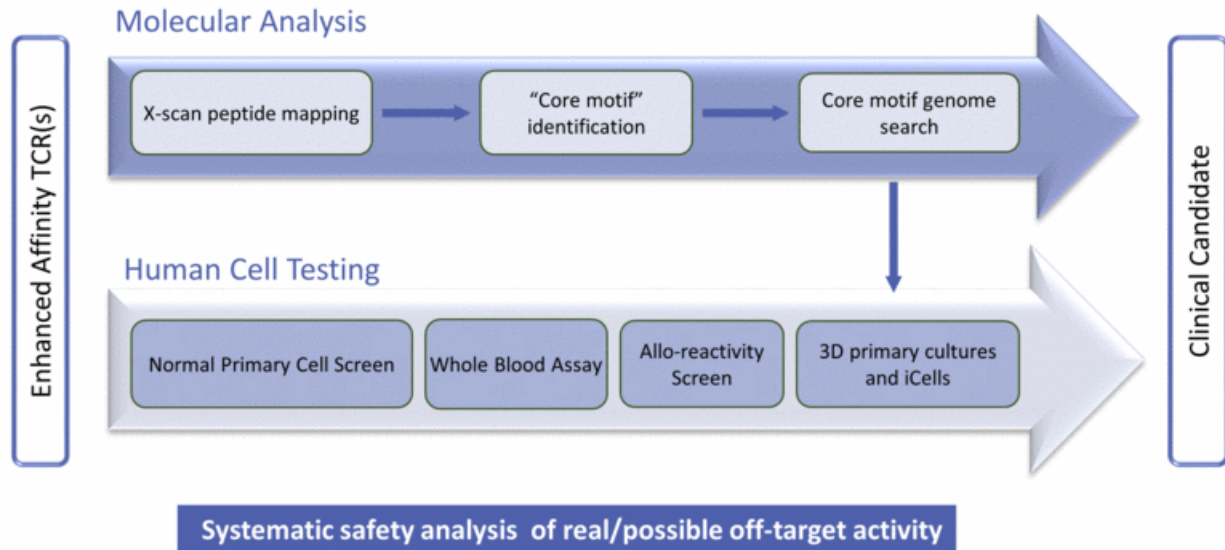 Molecular Analysis
Enhanced Affinity TCR(s)
X-scan peptide mapping
“Core motif”
identification
Core motif genome
search
Clinical Candidate
Human Cell Testing
Normal Primary Cell Screen
Whole Blood Assay
Allo-reactivity
Screen
3D primary cultures
and iCells
Systematic safety analysis of real/possible off-target activity